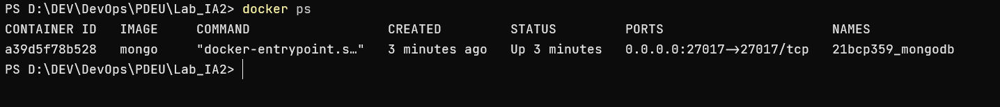 PS D:\DEV\DevOps\PDEU\Lab_IA2> docker ps
CONTAINER ID   IMAGE     COMMAND                  CREATED         STATUS         PORTS                      NAMES
a39d5f78b528   mongo     "docker-entrypoint.s…"   3 minutes ago   Up 3 minutes   0.0.0.0:27017->27017/tcp   21bcp359_mongodb
PS D:\DEV\DevOps\PDEU\Lab_IA2>